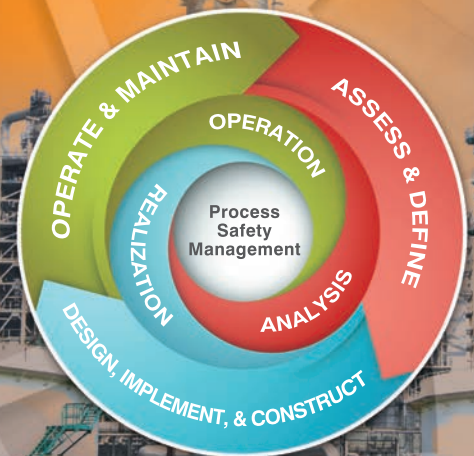 OPERATE & MAINTAIN
ASSESS & DEFINE
DESIGN, IMPLEMENT, & CONSTRUCT
OPERATION
ANALYSIS
REALIZATION
Process
Safety
Management